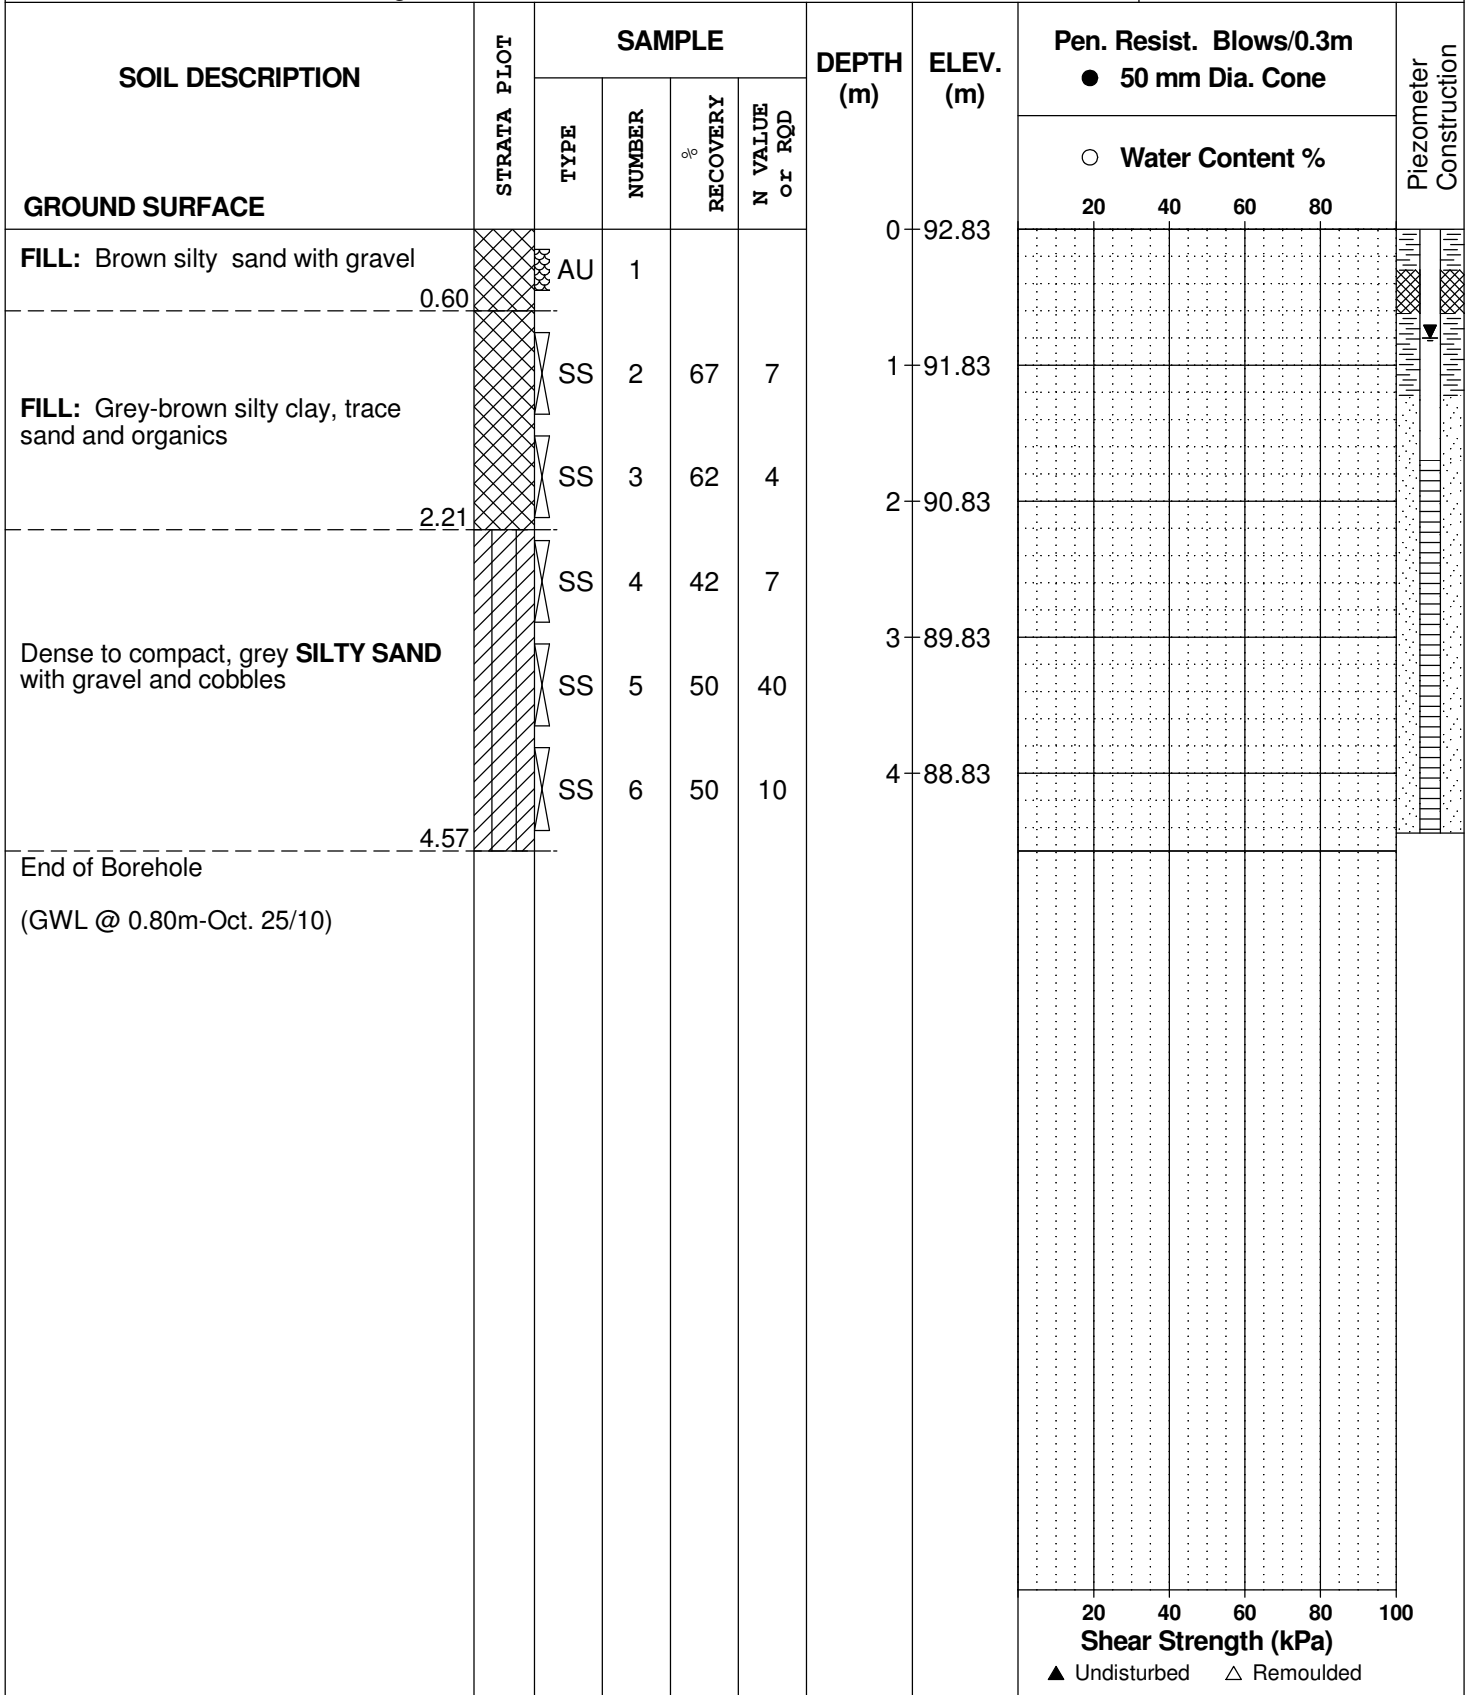 SOIL DESCRIPTION
GROUND SURFACE
STRATA PLOT
SAMPLE
TYPE
NUMBER
%
RECOVERY
N VALUE
or RQD
DEPTH
(m)
ELEV.
(m)
Pen. Resist. Blows/0.3m
● 50 mm Dia. Cone
○ Water Content %
20 40 60 80
Piezometer
Construction
0 92.83
FILL: Brown silty sand with gravel
0.60
AU 1
FILL: Grey-brown silty clay, trace
sand and organics
2.21
SS 2 67 7
1 91.83
SS 3 62 4
2 90.83
Dense to compact, grey SILTY SAND
with gravel and cobbles
4.57
SS 4 42 7
3 89.83
SS 5 50 40
4 88.83
SS 6 50 10
End of Borehole
(GWL @ 0.80m-Oct. 25/10)
20 40 60 80 100
Shear Strength (kPa)
▲ Undisturbed △ Remoulded